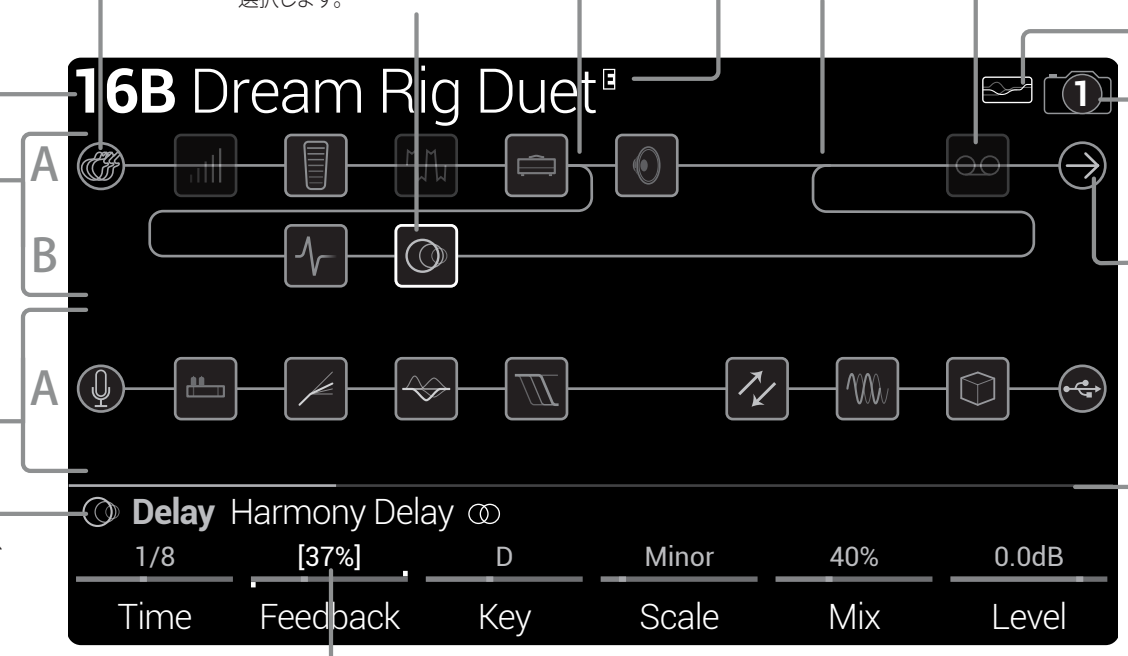 選択します。
16B Dream Rig Duet E
1
A
B
A
Delay Harmony Delay
1/8 [37%] D Minor 40% 0.0dB
Time Feedback Key Scale Mix Level